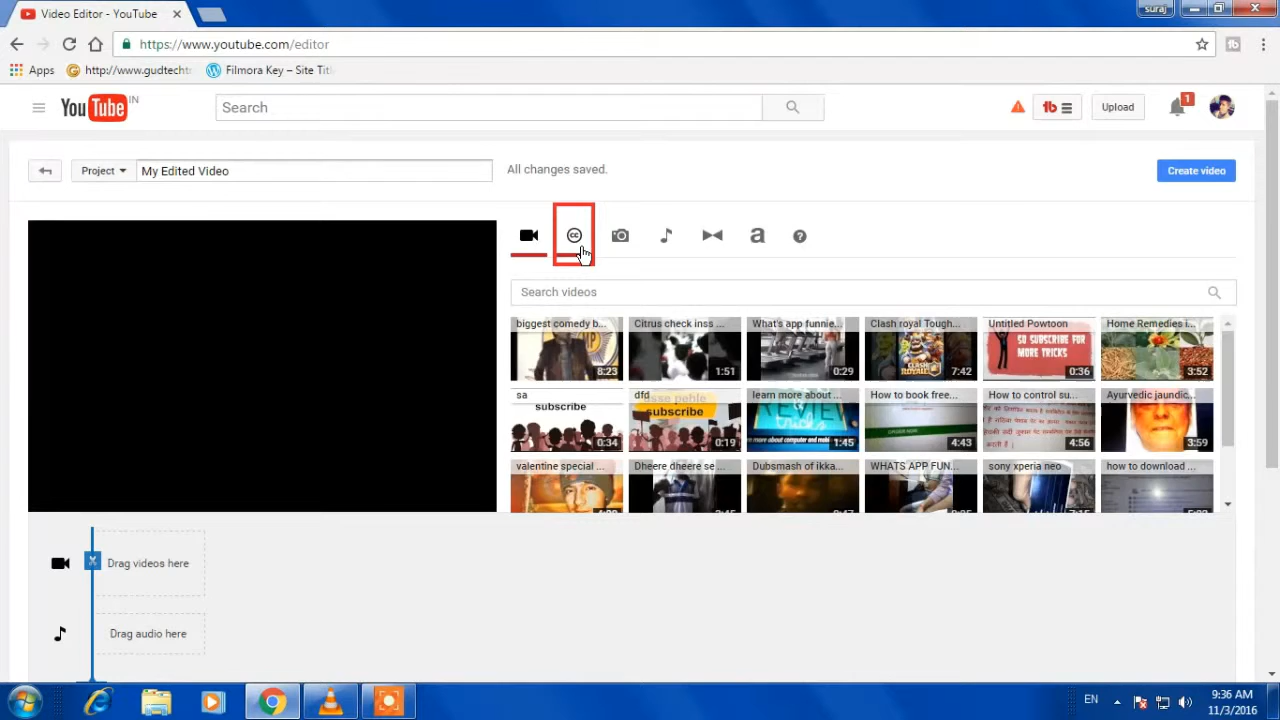 Video Editor - YouTube
suraj
https://www.youtube.com/editor
Apps
http://www.gudtecht
Filmora Key – Site Titl
YouTube IN
Search
Upload
1
Project
My Edited Video
All changes saved.
Create video
Search videos
biggest comedy b...
8:23
Citrus check inss ...
1:51
What's app funnie...
0:29
Clash royal Tough...
7:42
Untitled Powtoon
SO SUBSCRIBE FOR
MORE TRICKS
0:36
Home Remedies i...
3:52
sa
subscribe
0:34
dfd
subscribe
0:19
learn more about ...
1:45
How to book free...
4:43
How to control su...
4:56
Ayurvedic jaundic...
3:59
valentine special ...
Dheere dheere se ...
Dubsmash of ikka...
WHATS APP FUN...
sony xperia neo
how to download ...
Drag videos here
Drag audio here
EN
9:36 AM
11/3/2016